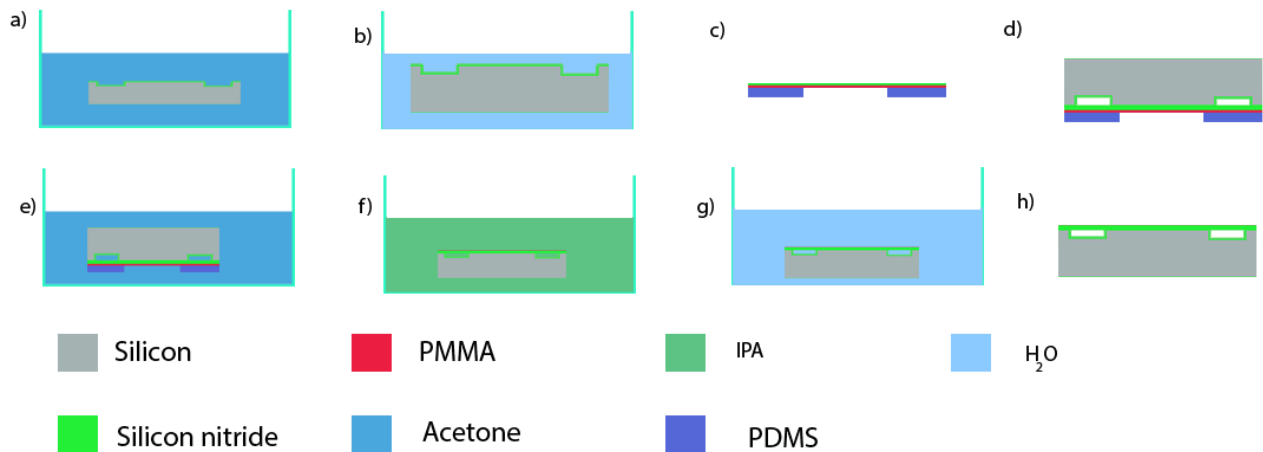 a)
b)
c)
d)
e)
f)
g)
h)
Silicon
PMMA
IPA
H₂O
Silicon nitride
Acetone
PDMS